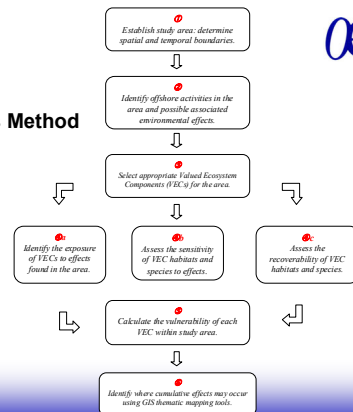 Establish study area: determine
spatial and temporal boundaries.
Identify offshore activities in the
area and possible associated
environmental effects.
Method
Select appropriate Valued Ecosystem
Components (VECs) for the area.
a
Identify the exposure
of VECs to effects
found in the area.
b
Assess the sensitivity
of VEC habitats and
species to effects.
c
Assess the
recoverability of VEC
habitats and species.
Calculate the vulnerability of each
VEC within study area.
Identify where cumulative effects may occur
using GIS thematic mapping tools.